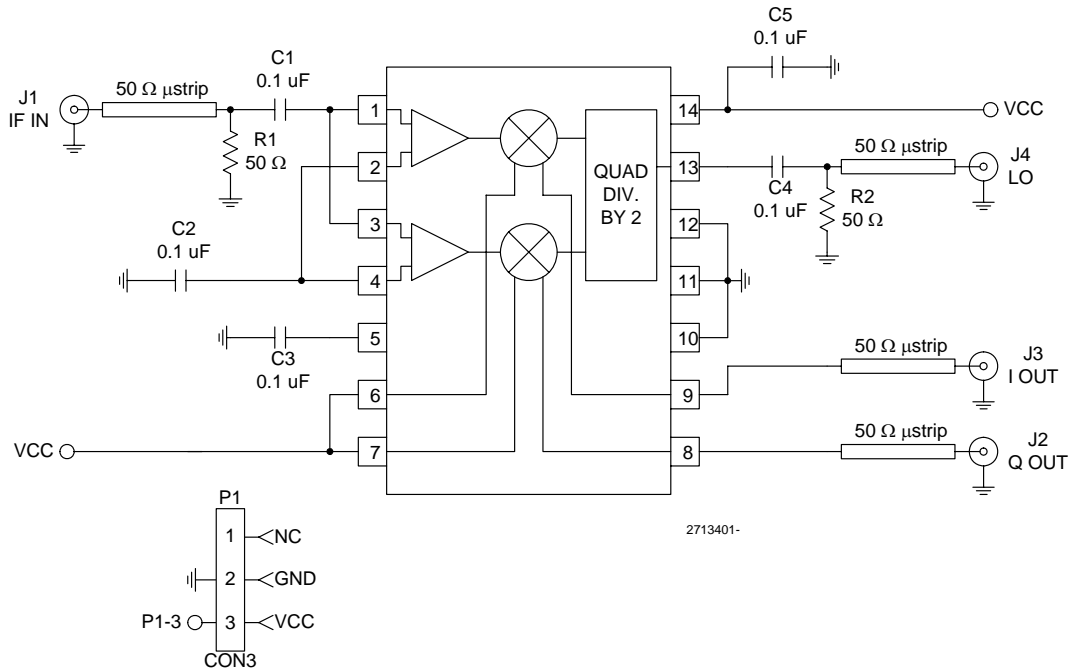 C5
0.1 uF
C1
0.1 uF
J1
IF IN
50 Ω µstrip
R1
50 Ω
1
2
3
4
5
6
7
14
13
12
11
10
9
8
QUAD
DIV.
BY 2
VCC
50 Ω µstrip
J4
LO
C4
0.1 uF
R2
50 Ω
C2
0.1 uF
C3
0.1 uF
50 Ω µstrip
J3
I OUT
50 Ω µstrip
J2
Q OUT
VCC
2713401-
P1
1
NC
2
GND
P1-3
3
VCC
CON3